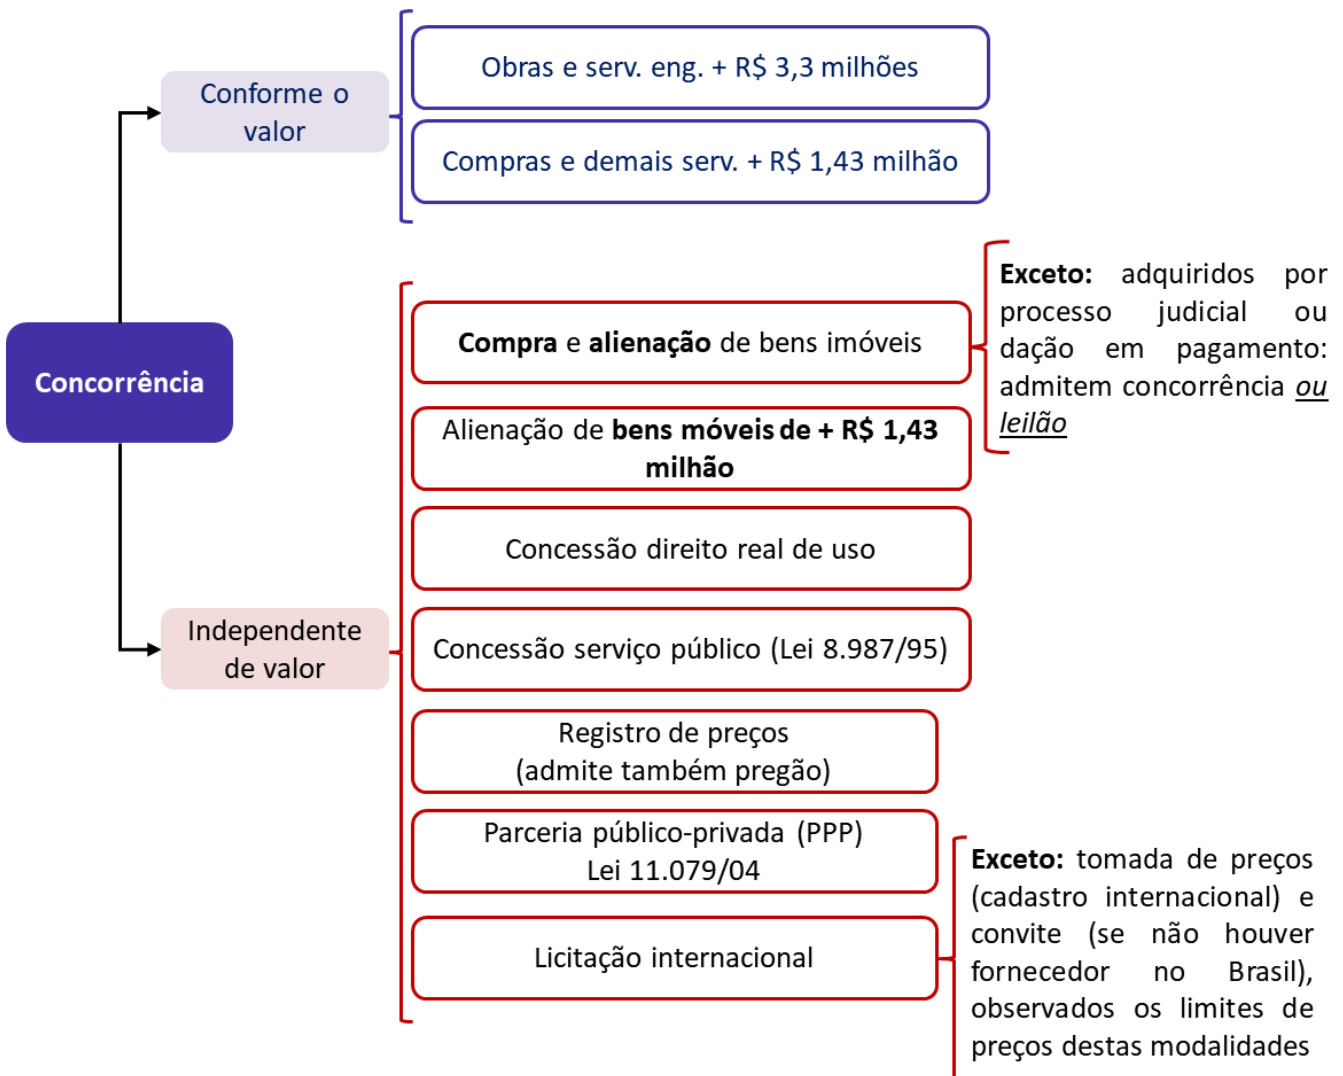 Concorrência
Conforme o
valor
Obras e serv. eng. + R$ 3,3 milhões
Compras e demais serv. + R$ 1,43 milhão
Independente
de valor
Compra e alienação de bens imóveis
Exceto: adquiridos por
processo judicial ou
dação em pagamento:
admitem concorrência ou
leilão
Alienação de bens móveis de + R$ 1,43
milhão
Concessão direito real de uso
Concessão serviço público (Lei 8.987/95)
Registro de preços
(admite também pregão)
Parceria público-privada (PPP)
Lei 11.079/04
Licitação internacional
Exceto: tomada de preços
(cadastro internacional) e
convite (se não houver
fornecedor no Brasil),
observados os limites de
preços destas modalidades